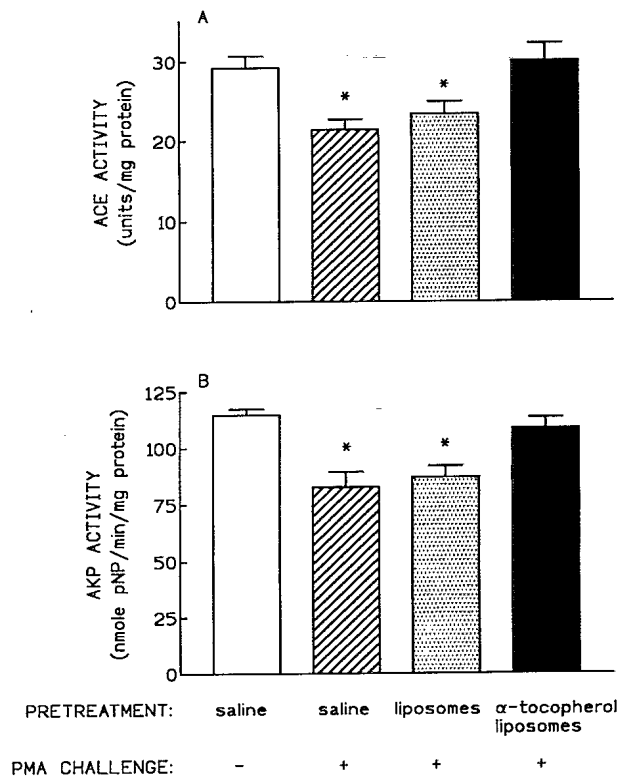 A
ACE ACTIVITY
(units/mg protein)
30
20
10
0
*
*
B
AKP ACTIVITY
(nmole pNP/min/mg protein)
125
100
75
50
25
0
*
*
PRETREATMENT: saline saline liposomes α-tocopherol
liposomes
PMA CHALLENGE: - + + +